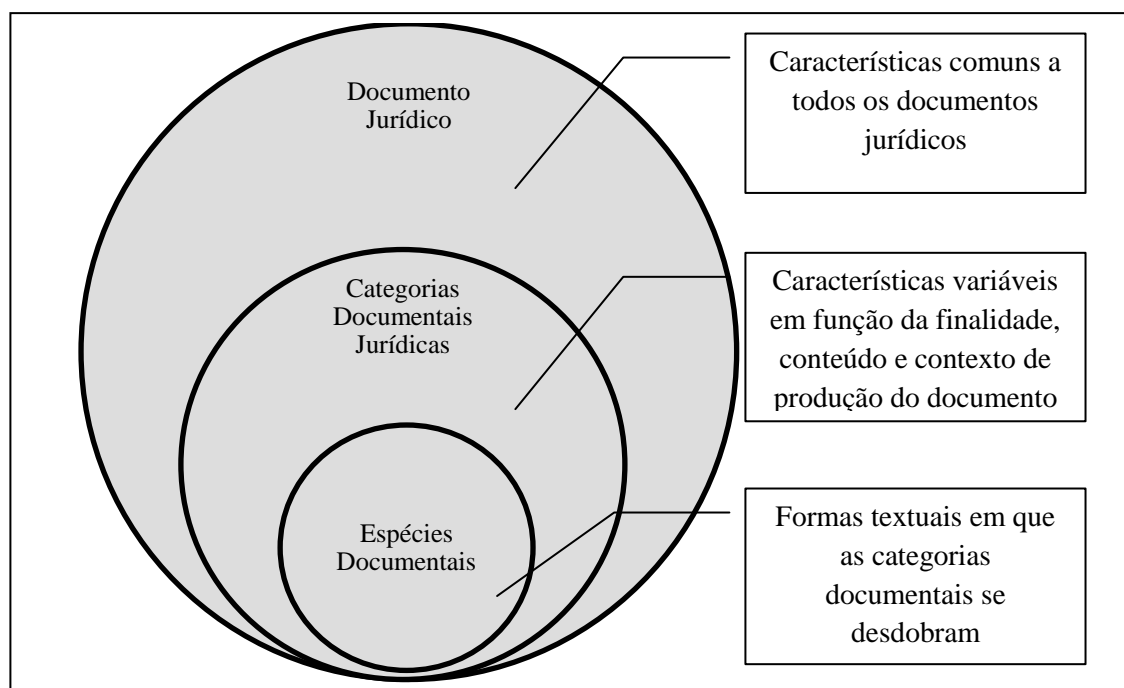 Documento
Jurídico
Características comuns a
todos os documentos
jurídicos
Categorias
Documentais
Jurídicas
Características variáveis
em função da finalidade,
conteúdo e contexto de
produção do documento
Espécies
Documentais
Formas textuais em que
as categorias
documentais se
desdobram